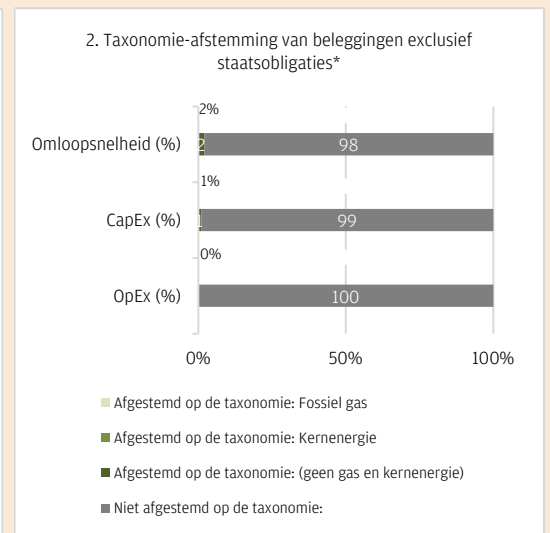 2. Taxonomie-afstemming van beleggingen exclusief
staatsobligaties*
2%
Omloopsnelheid (%) 2 98
1%
CapEx (%) 1 99
0%
OpEx (%) 100
0% 50% 100%
Afgestemd op de taxonomie: Fossiel gas
Afgestemd op de taxonomie: Kernenergie
Afgestemd op de taxonomie: (geen gas en kernenergie)
Niet afgestemd op de taxonomie: